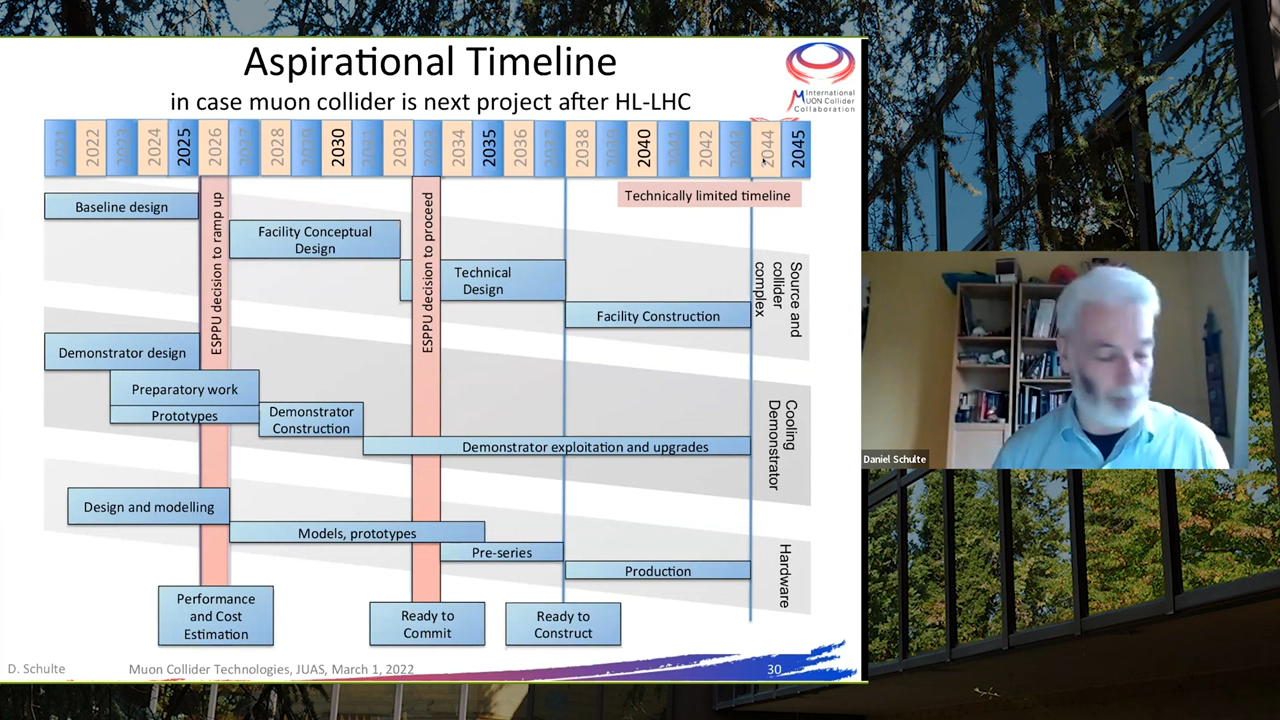 Aspirational Timeline
in case muon collider is next project after HL-LHC
International
MUON Collider
Collaboration
2021 2022 2023 2024 2025 2026 2027 2028 2029 2030 2031 2032 2033 2034 2035 2036 2037 2038 2039 2040 2041 2042 2043 2044 2045
Technically limited timeline
Baseline design
ESPPU decision to ramp up
Facility Conceptual
Design
ESPPU decision to proceed
Technical
Design
Facility Construction
Source and
collider
complex
Demonstrator design
Preparatory work
Prototypes
Demonstrator
Construction
Demonstrator exploitation and upgrades
Cooling
Demonstrator
Design and modelling
Models, prototypes
Pre-series
Production
Hardware
Performance
and Cost
Estimation
Ready to
Commit
Ready to
Construct
D. Schulte
Muon Collider Technologies, JUAS, March 1, 2022
30
Daniel Schulte